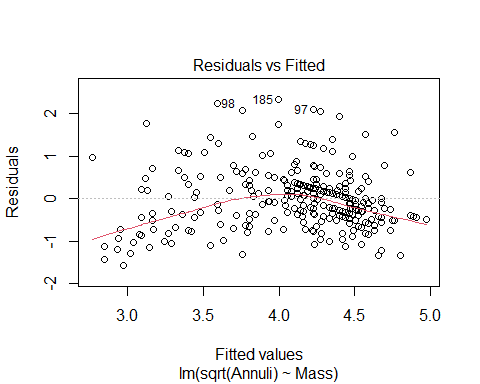 Residuals vs Fitted
Residuals
2
1
0
-1
-2
98
185
97
3.0 3.5 4.0 4.5 5.0
Fitted values
lm(sqrt(Annuli) ~ Mass)